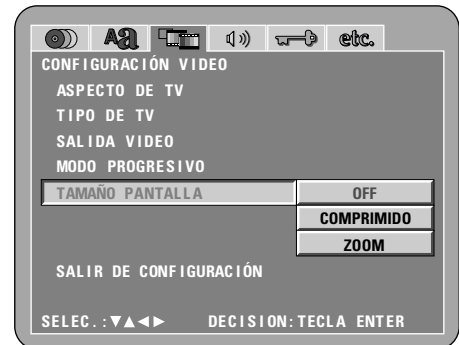 Aa etc.
CONFIGURACIÓN VIDEO
ASPECTO DE TV
TIPO DE TV
SALIDA VIDEO
MODO PROGRESIVO
TAMAÑO PANTALLA OFF
COMPRIMIDO
ZOOM
SALIR DE CONFIGURACIÓN
SELEC.:▼▲◄► DECISION:TECLA ENTER